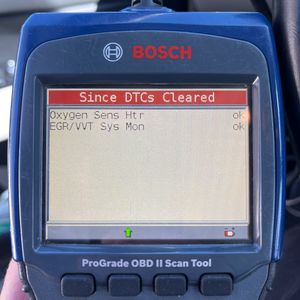 BOSCH
Since DTCs Cleared
Oxygen Sens Htr ok
EGR/VVT Sys Mon ok
ProGrade OBD II Scan Tool